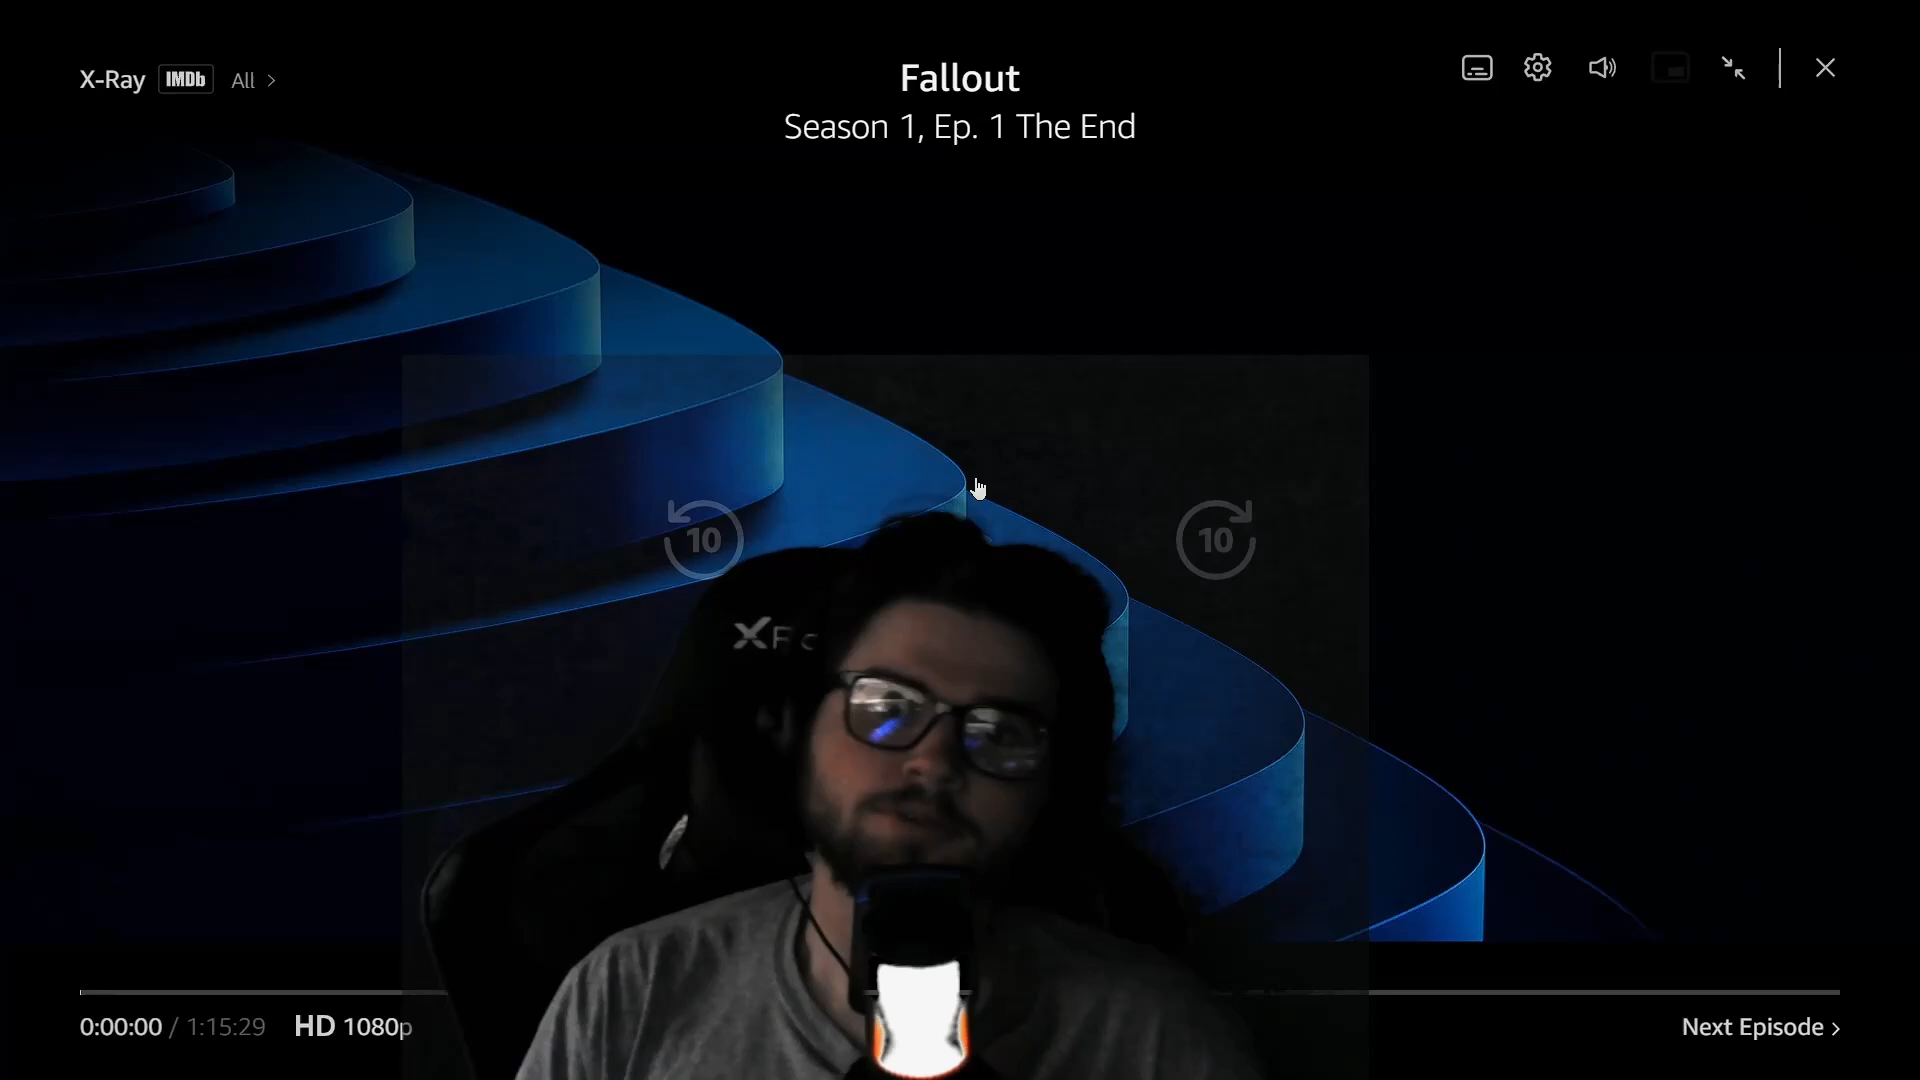 X-Ray IMDb All
Fallout
Season 1, Ep. 1 The End
10
10
0:00:00 / 1:15:29 HD 1080p
Next Episode